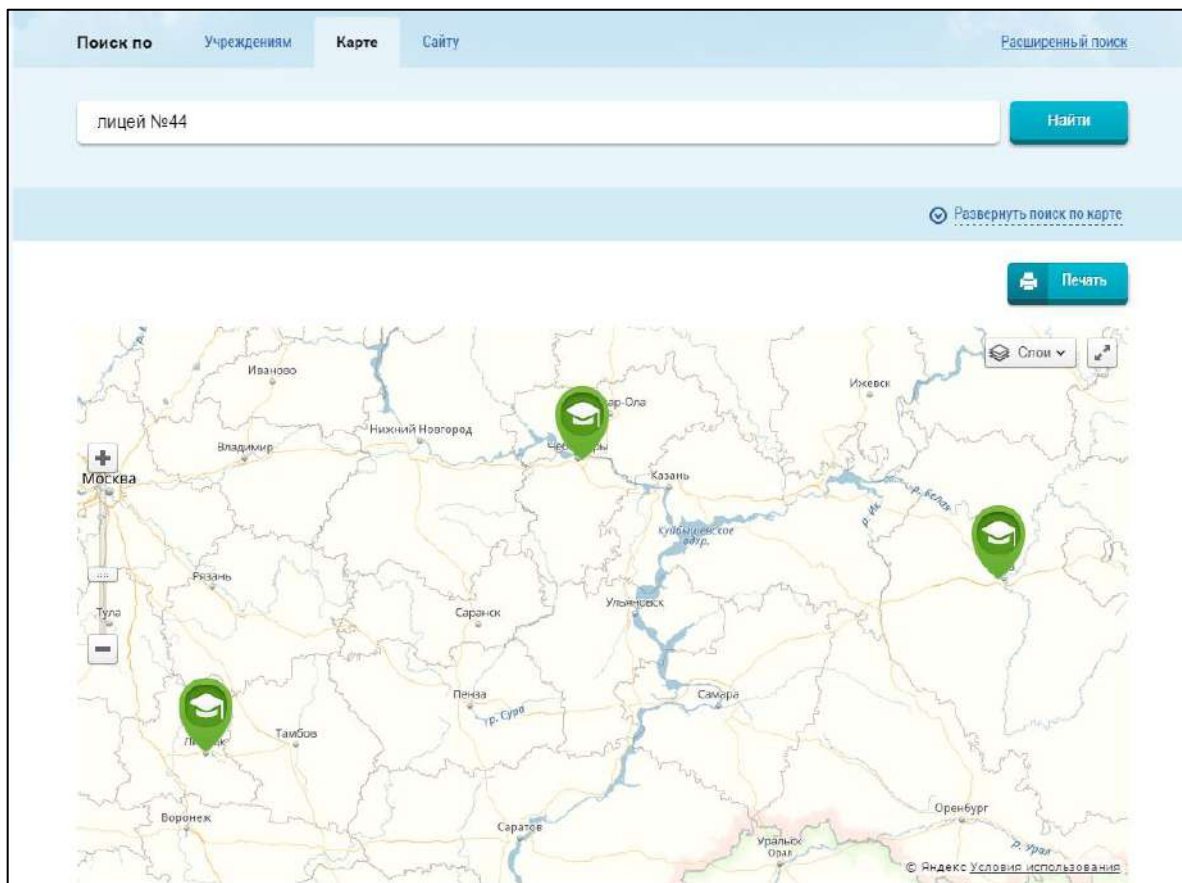 Поиск по Учреждениям Карте Сайту Расширенный поиск
лицей №44 Найти
Развернуть поиск по карте
Печать
Слои
Иваново
Ижевск
Нижний Новгород
Владимир
Москва
Казань
р. Белая
р. Ик
Куйбышевское
вдхр.
Рязань
Ульяновск
Тула
Саранск
Пенза
р. Сура
Самара
Тамбов
Воронеж
Саратов
Оренбург
Уральск
Орал
р. Урал
© Яндекс Условия использования